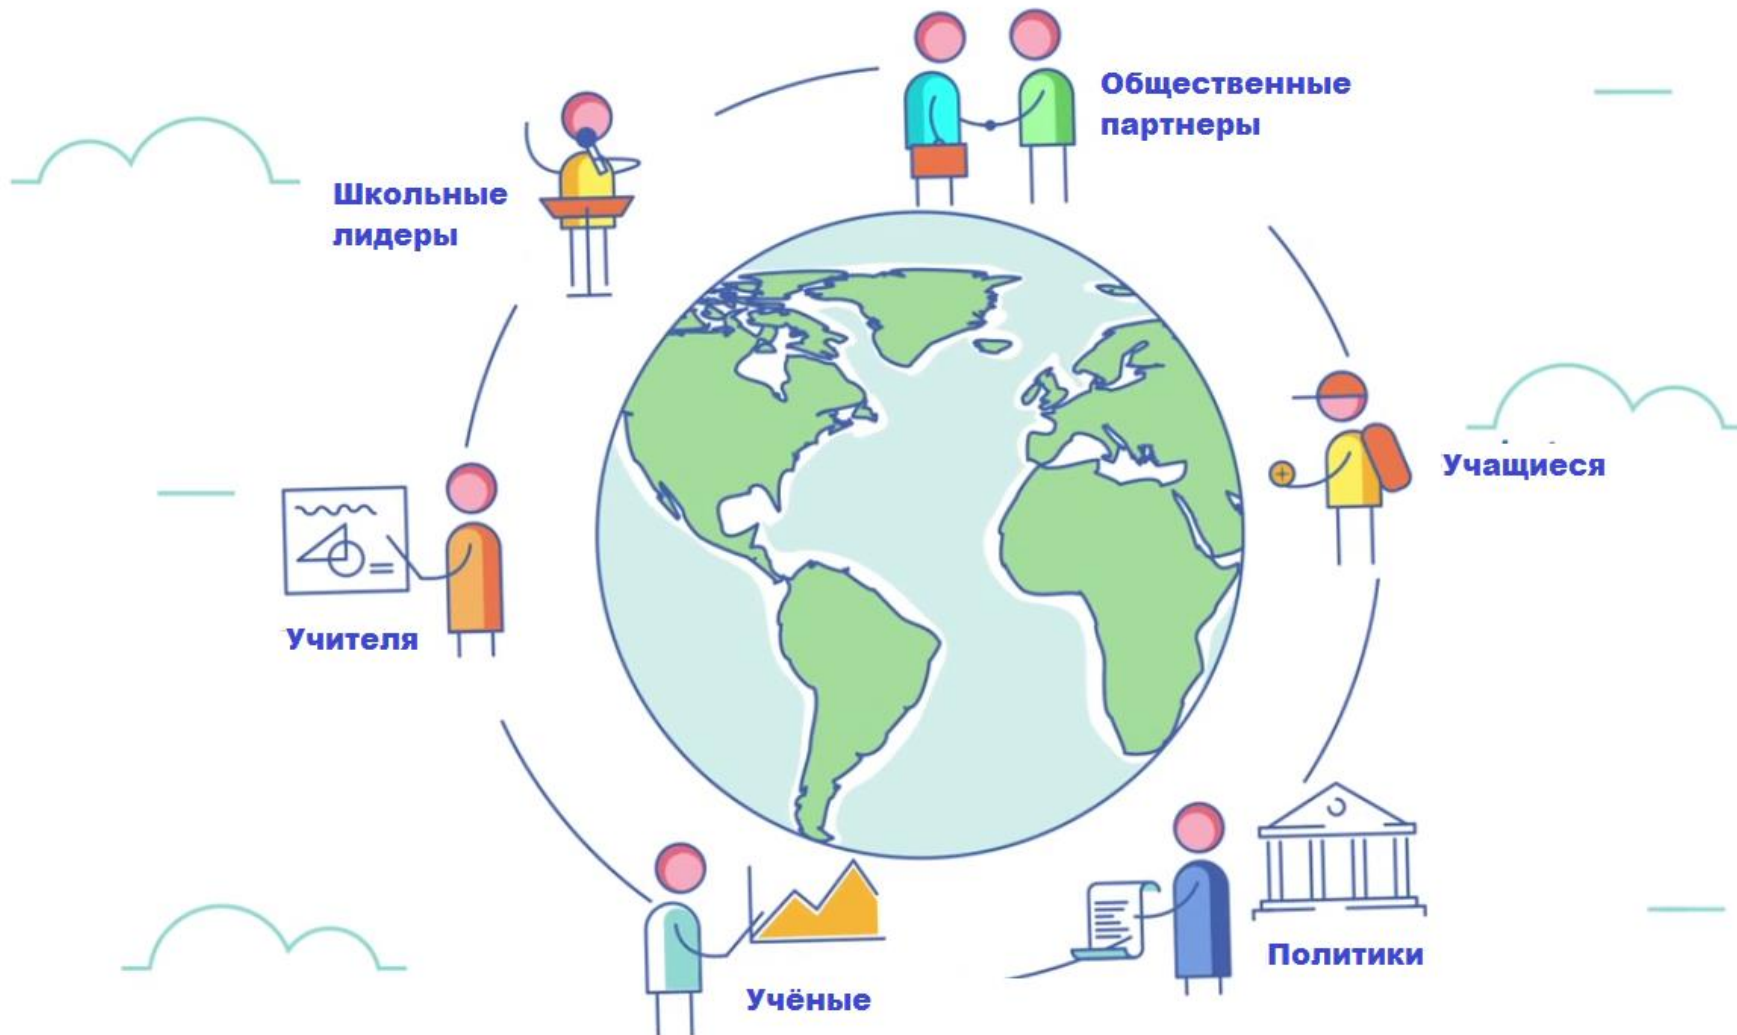 Общественные
партнеры
Школьные
лидеры
Учащиеся
Учителя
Политики
Учёные